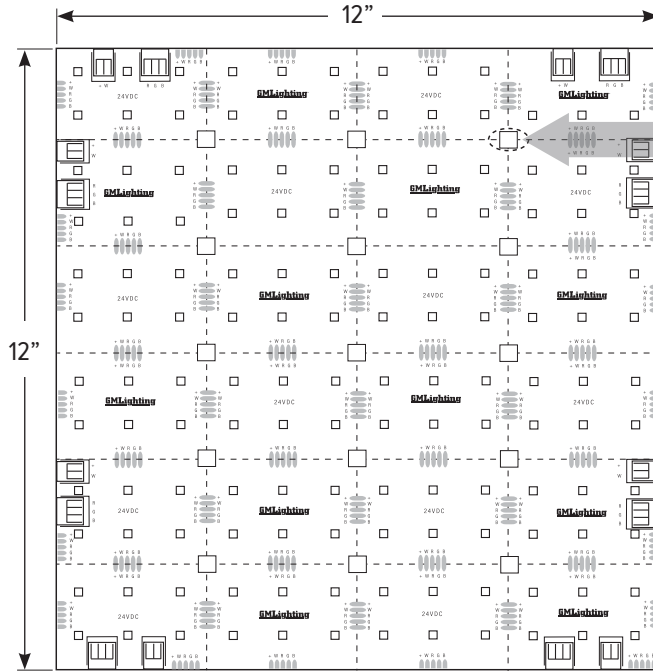 12”
+ W R G B + W R G B
24VDC GMLighting 24VDC GMLighting
+ W R G B + W R G B + W R G B + W R G B
GMLighting 24VDC GMLighting 24VDC
+ W R G B + W R G B + W R G B + W R G B
24VDC GMLighting 24VDC GMLighting
12”
+ W R G B + W R G B + W R G B + W R G B
GMLighting 24VDC GMLighting 24VDC
+ W R G B + W R G B + W R G B + W R G B
24VDC GMLighting 24VDC GMLighting
+ W R G B + W R G B + W R G B + W R G B
24VDC GMLighting 24VDC GMLighting